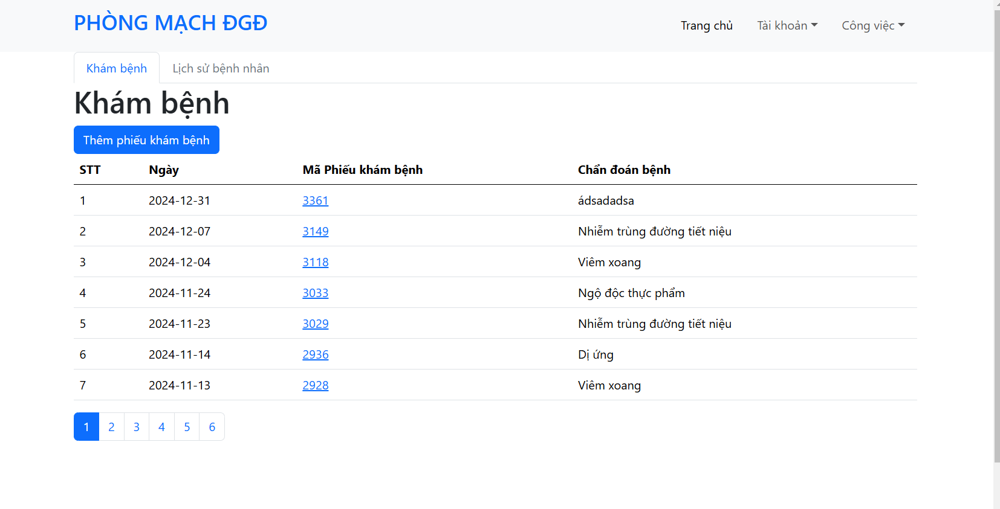 PHÒNG MẠCH ĐGĐ
Trang chủ Tài khoản Công việc
Khám bệnh Lịch sử bệnh nhân
Khám bệnh
Thêm phiếu khám bệnh
STT Ngày Mã Phiếu khám bệnh Chẩn đoán bệnh
1 2024-12-31 3361 ádsadadsa
2 2024-12-07 3149 Nhiễm trùng đường tiết niệu
3 2024-12-04 3118 Viêm xoang
4 2024-11-24 3033 Ngộ độc thực phẩm
5 2024-11-23 3029 Nhiễm trùng đường tiết niệu
6 2024-11-14 2936 Dị ứng
7 2024-11-13 2928 Viêm xoang
1 2 3 4 5 6